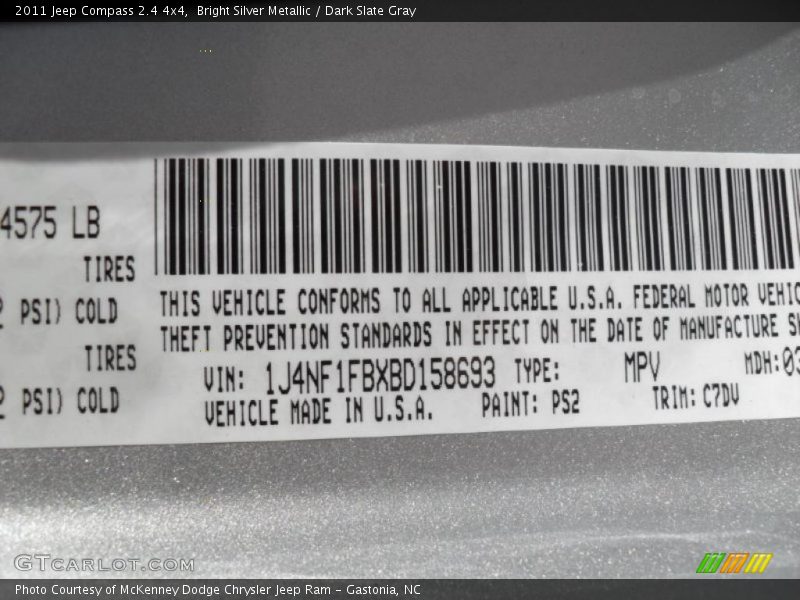 2011 Jeep Compass 2.4 4x4,  Bright Silver Metallic / Dark Slate Gray
4575 LB
TIRES
PSI) COLD
TIRES
PSI) COLD
THIS VEHICLE CONFORMS TO ALL APPLICABLE U.S.A. FEDERAL MOTOR VEHIC
THEFT PREVENTION STANDARDS IN EFFECT ON THE DATE OF MANUFACTURE
VIN: 1J4NF1FBXBD158693 TYPE: MPV MDH: 03
VEHICLE MADE IN U.S.A. PAINT: PS2 TRIM: C7DV
GTCARLOT.COM
Photo Courtesy of McKenney Dodge Chrysler Jeep Ram - Gastonia, NC